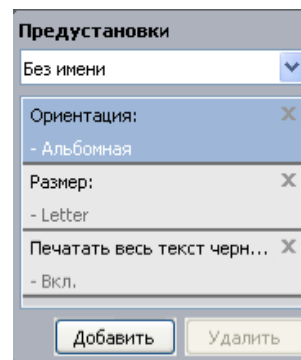 Предустановки
Без имени
Ориентация:
- Альбомная
Размер:
- Letter
Печатать весь текст черн...
- Вкл.
Добавить Удалить